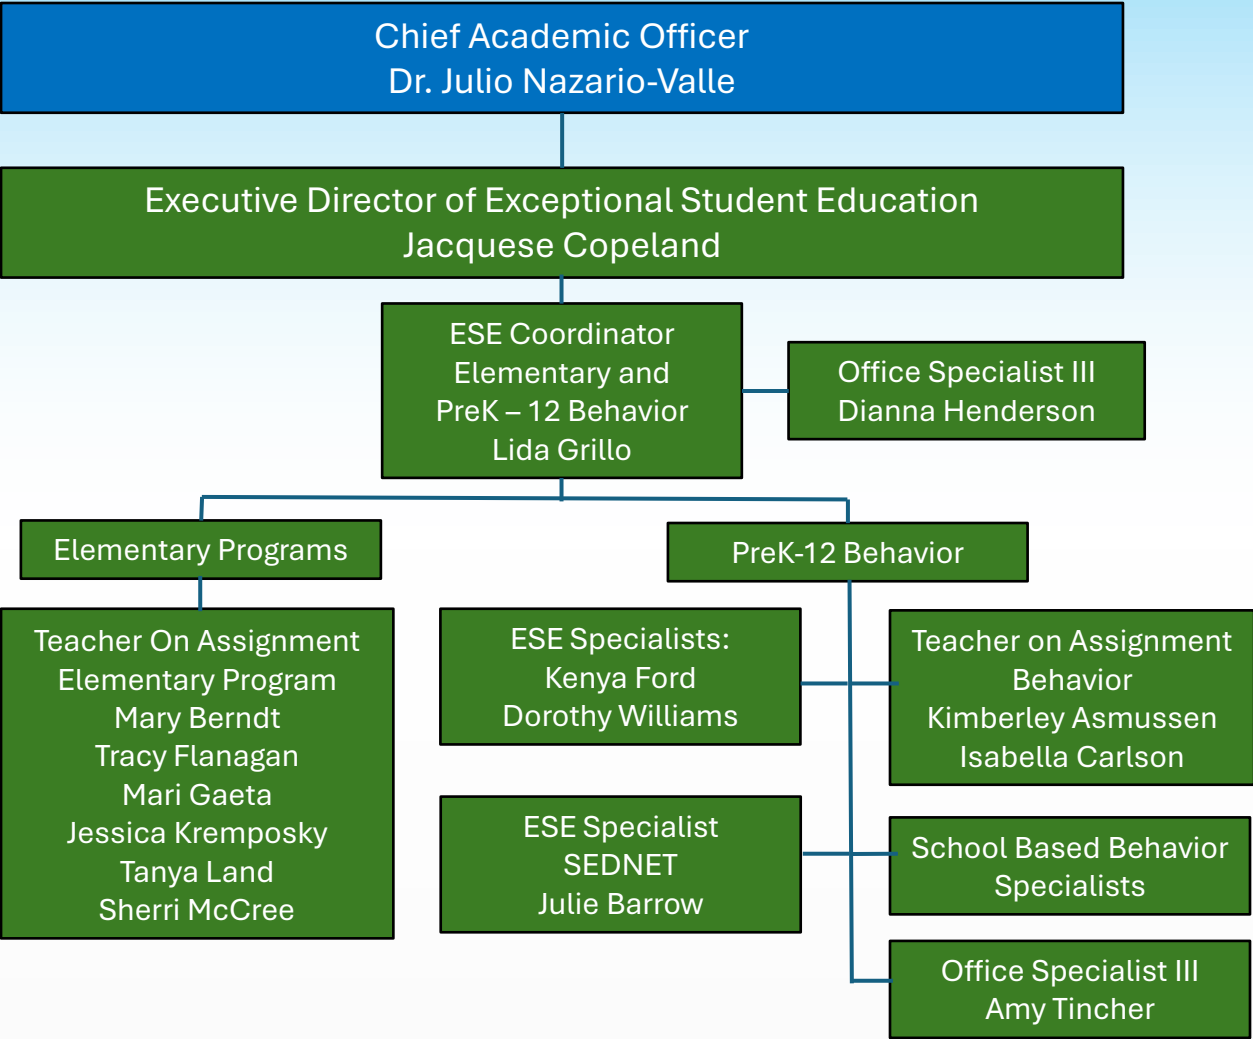 Chief Academic Officer
Dr. Julio Nazario-Valle
Executive Director of Exceptional Student Education
Jacquese Copeland
ESE Coordinator
Elementary and
PreK – 12 Behavior
Lida Grillo
Office Specialist III
Dianna Henderson
Elementary Programs
PreK-12 Behavior
Teacher On Assignment
Elementary Program
Mary Berndt
Tracy Flanagan
Mari Gaeta
Jessica Kremposky
Tanya Land
Sherri McCree
ESE Specialists:
Kenya Ford
Dorothy Williams
Teacher on Assignment
Behavior
Kimberley Asmussen
Isabella Carlson
ESE Specialist
SEDNET
Julie Barrow
School Based Behavior
Specialists
Office Specialist III
Amy Tincher